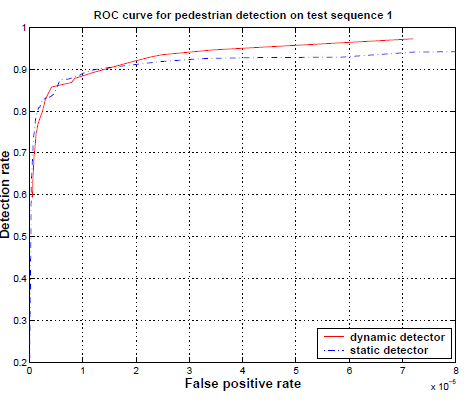 ROC curve for pedestrian detection on test sequence 1
1
0.9
0.8
0.7
0.6
0.5
0.4
0.3
0.2
Detection rate
0 1 2 3 4 5 6 7 8
x 10⁻⁵
False positive rate
dynamic detector
static detector